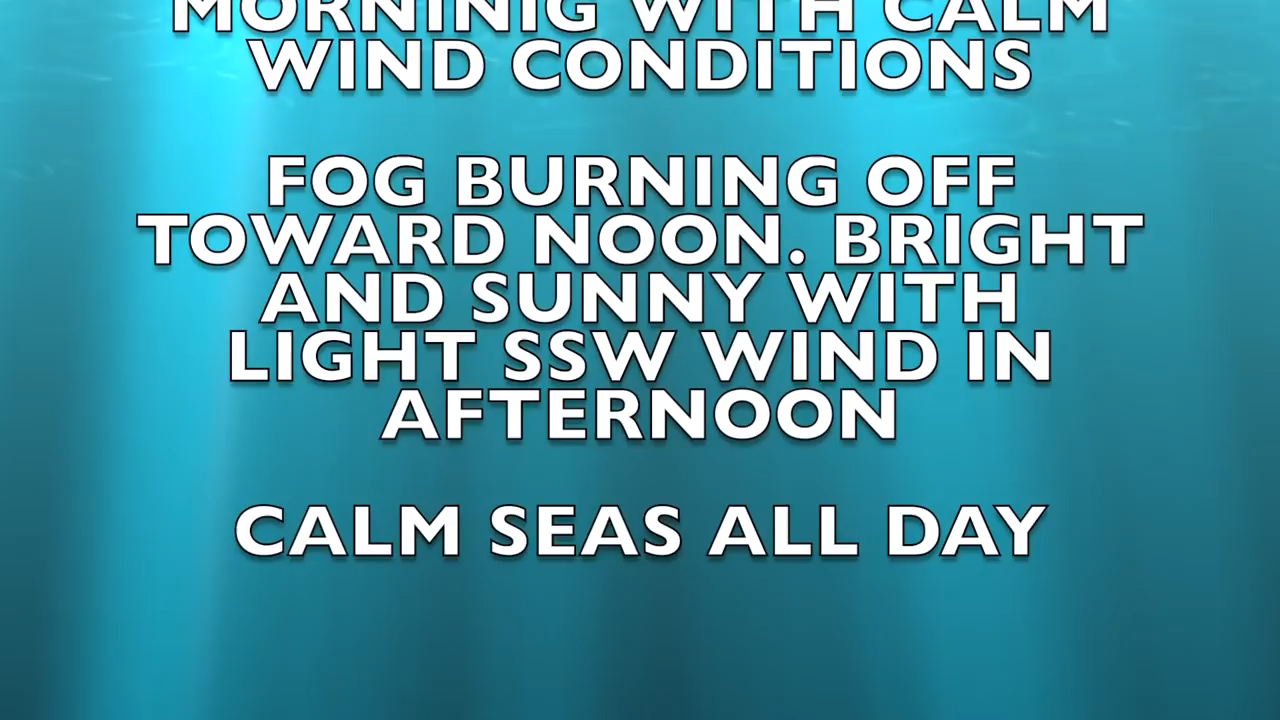 MORNINIG WITH CALM
WIND CONDITIONS
FOG BURNING OFF
TOWARD NOON. BRIGHT
AND SUNNY WITH
LIGHT SSW WIND IN
AFTERNOON
CALM SEAS ALL DAY